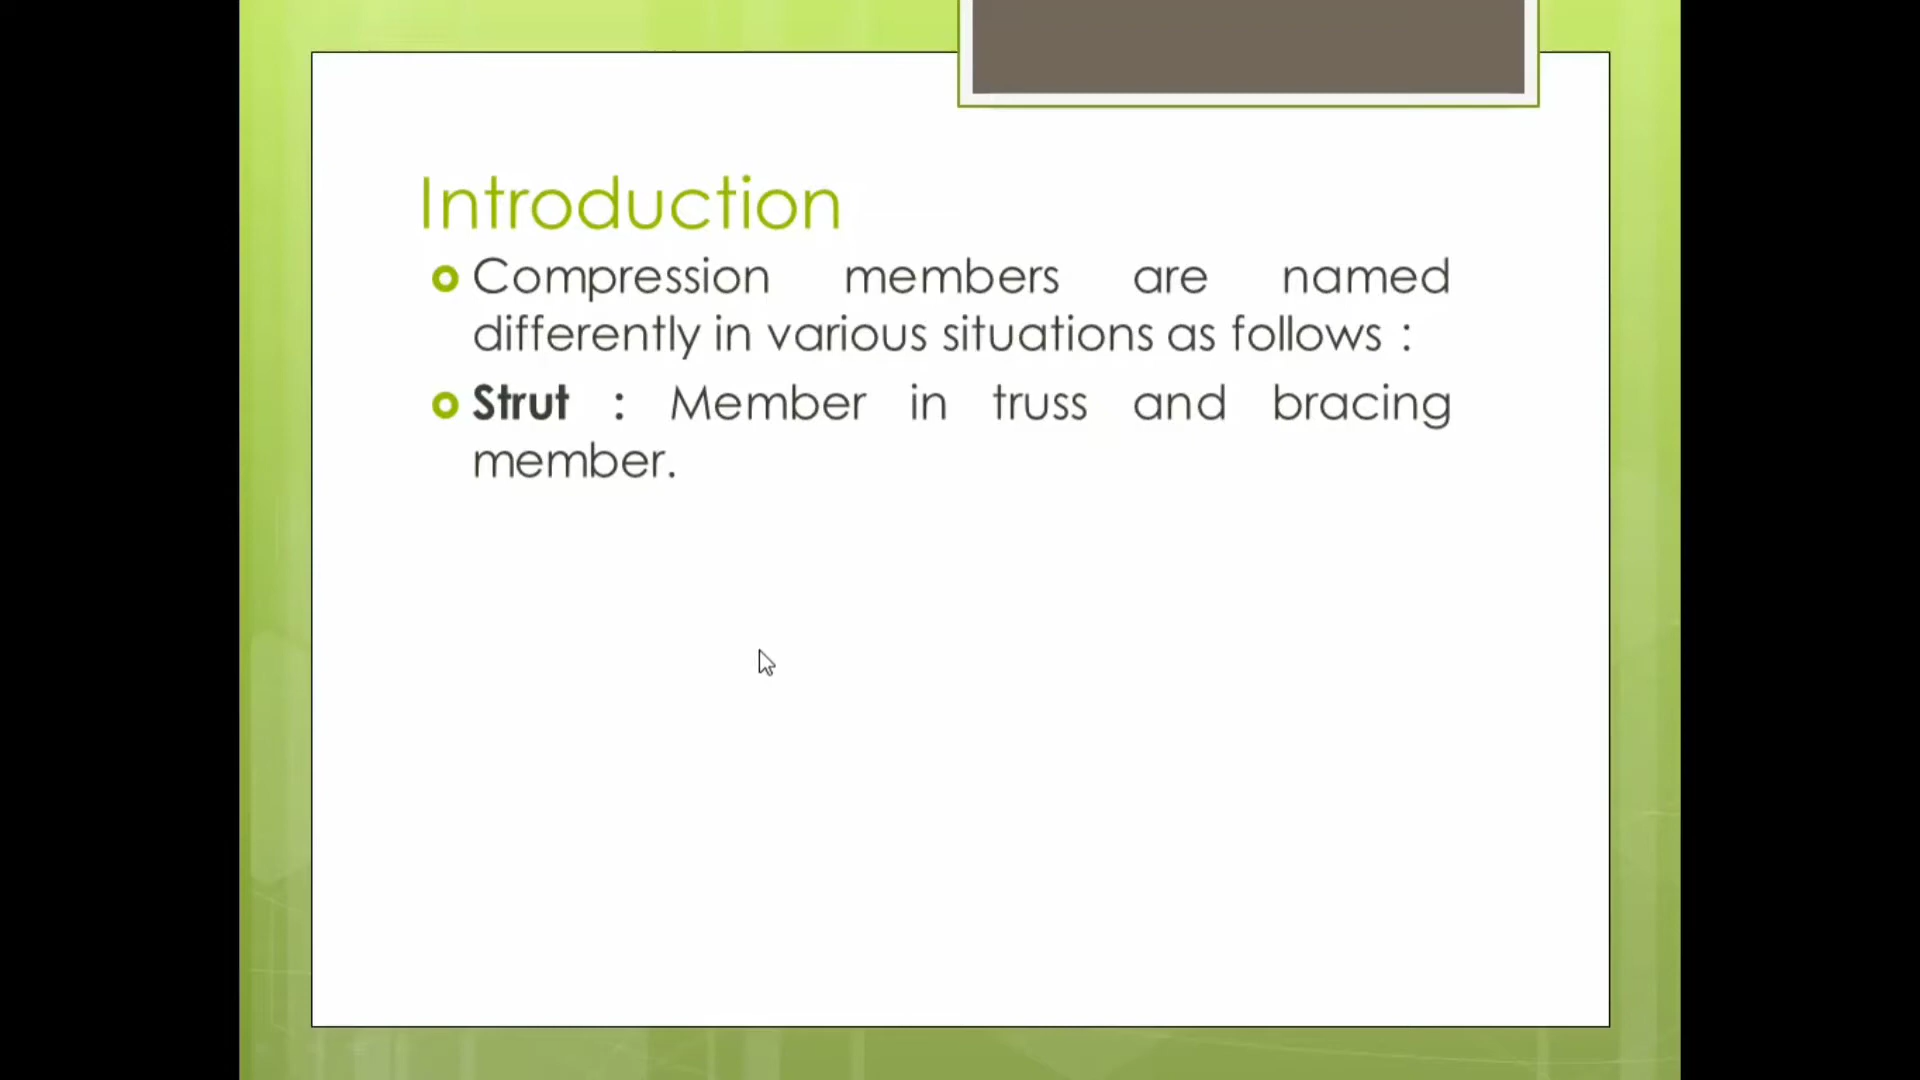 Introduction
Compression members are named
differently in various situations as follows :
Strut : Member in truss and bracing
member.